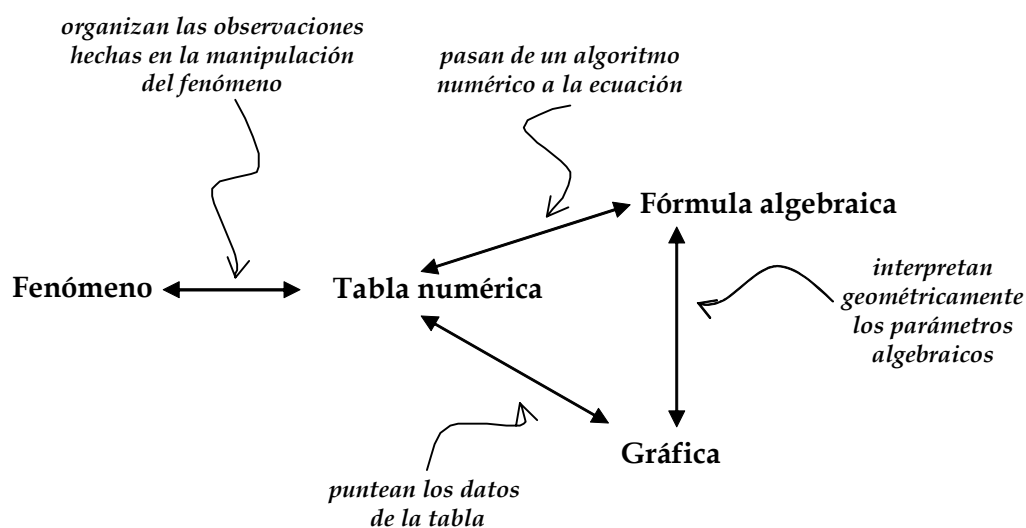 organizan las observaciones
hechas en la manipulación
del fenómeno
pasan de un algoritmo
numérico a la ecuación
Fórmula algebraica
Fenómeno
Tabla numérica
interpretan
geométricamente
los parámetros
algebraicos
Gráfica
puntean los datos
de la tabla